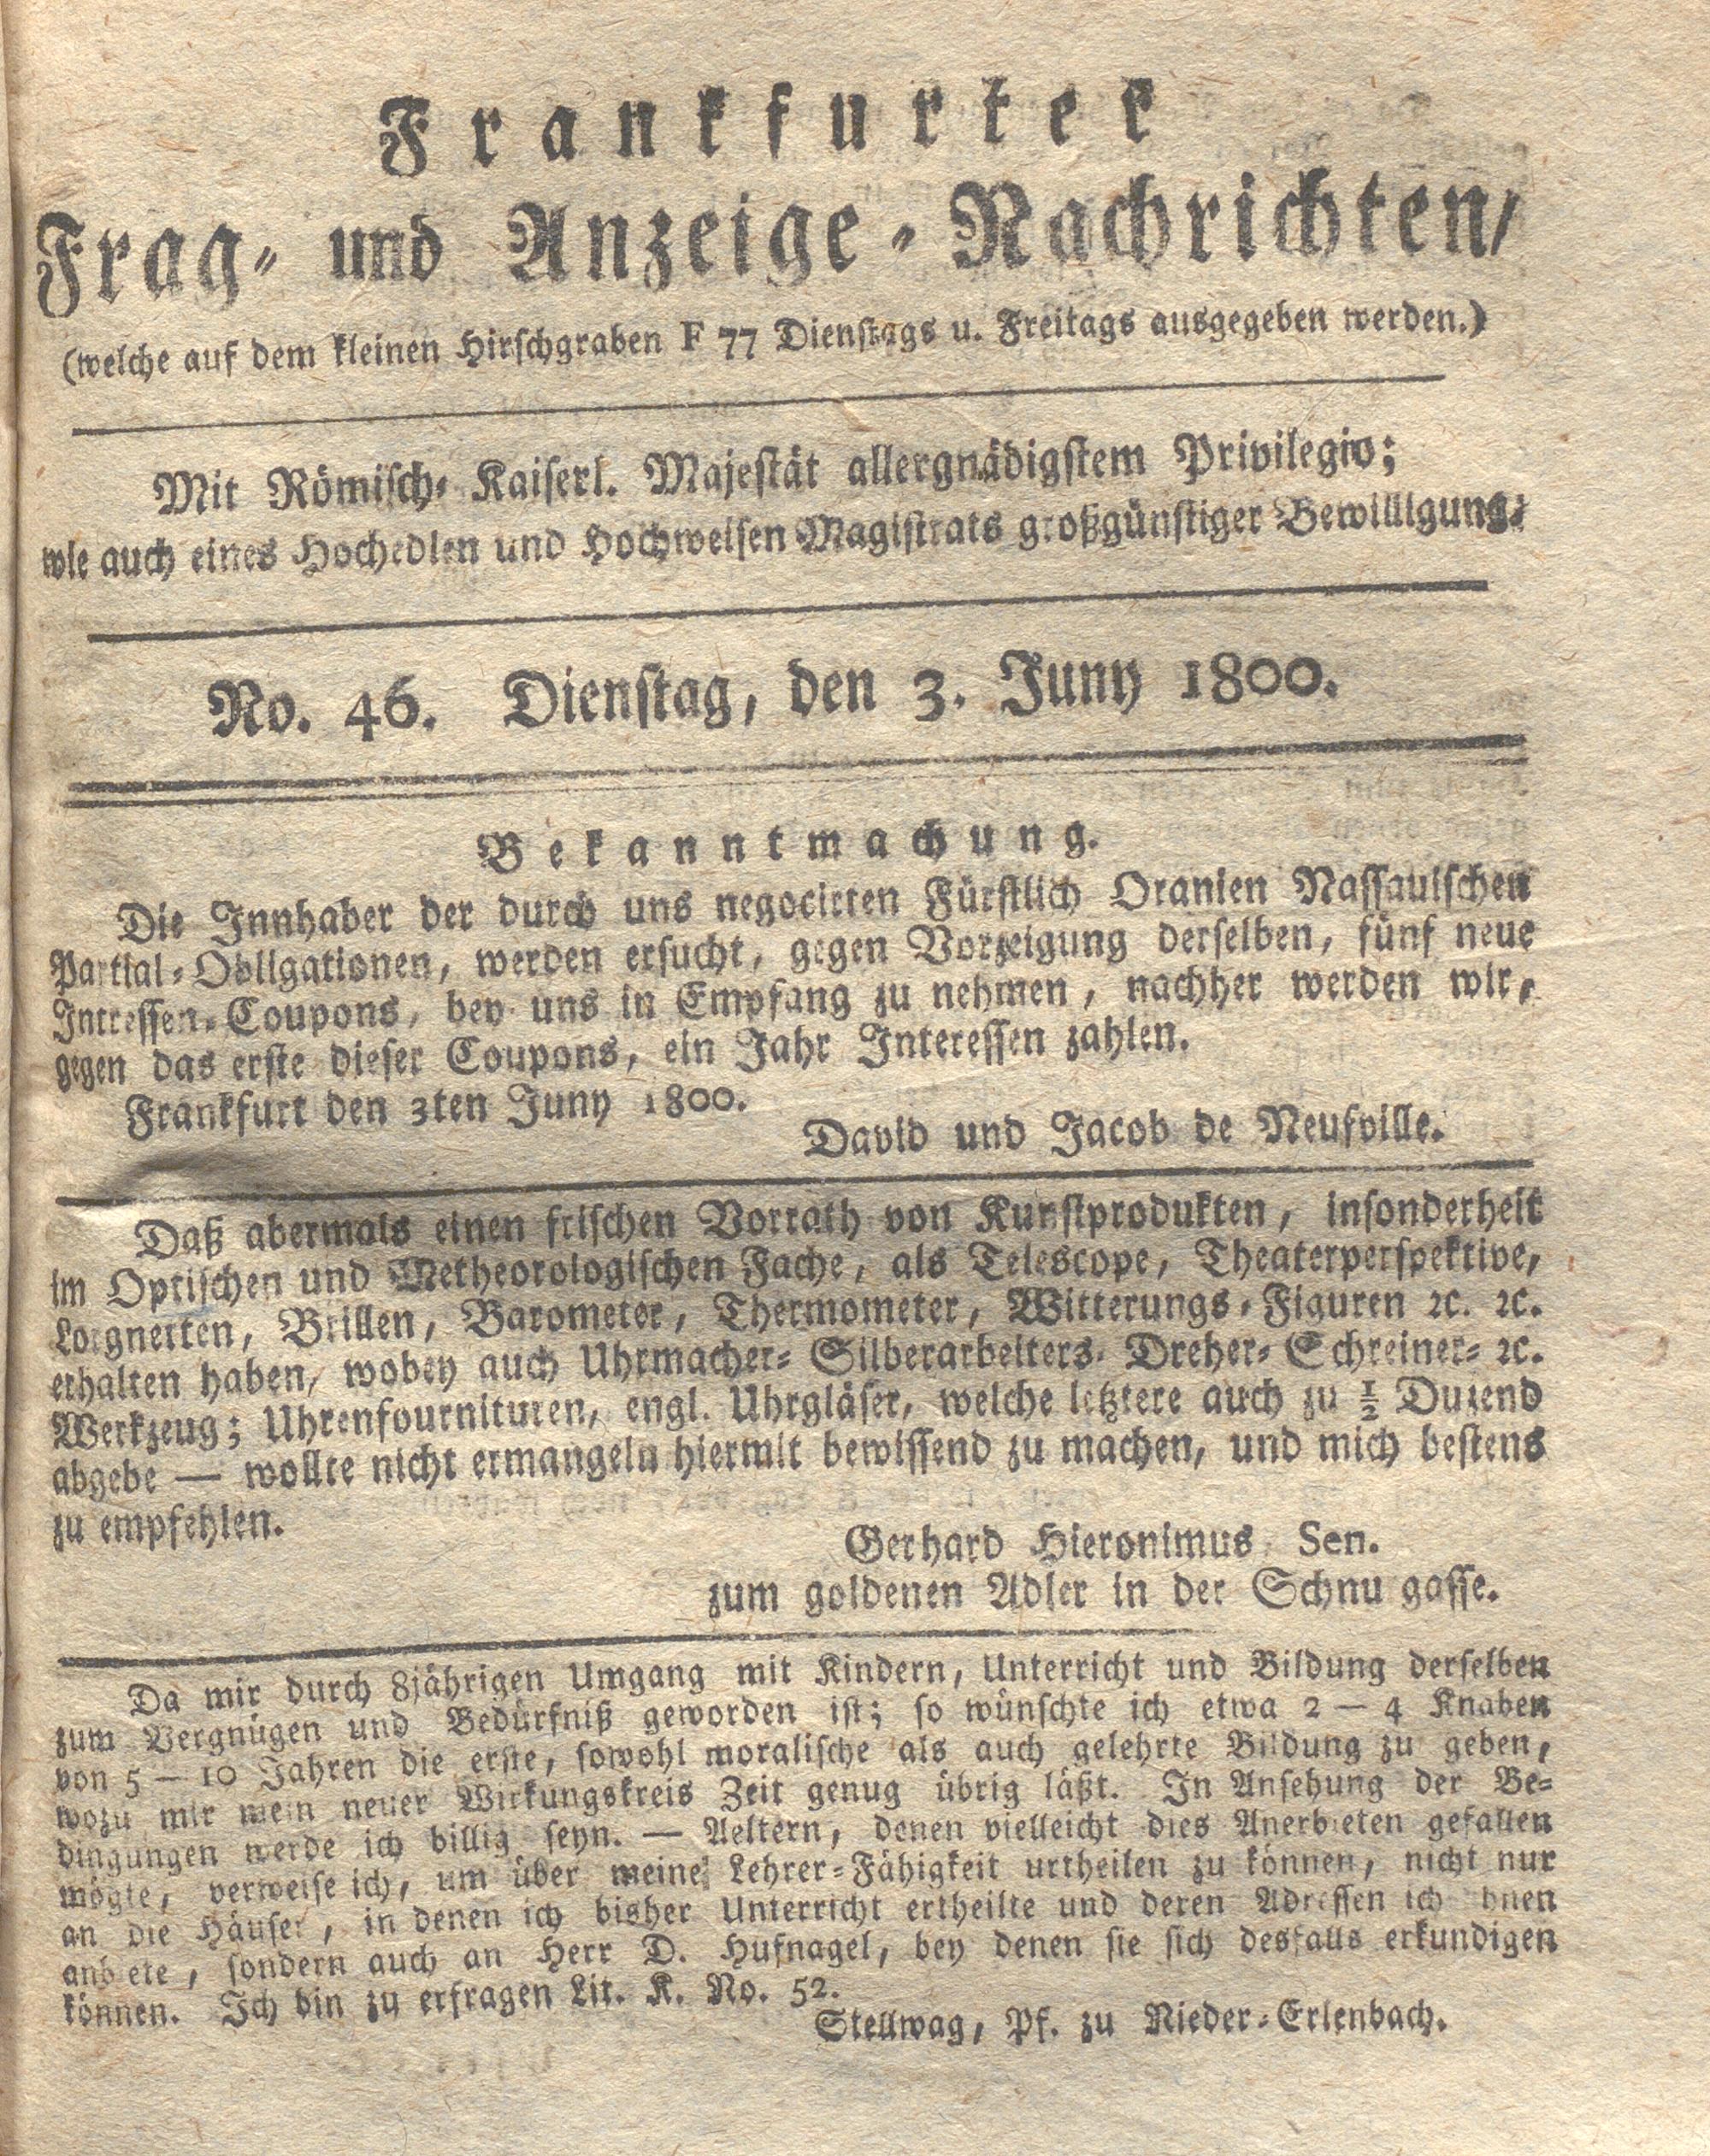 Frankfurter
Frag- und Anzeige-Nachrichten/
(welche auf dem kleinen Hirschgraben F 77 Dienstags u. Freitags ausgegeben werden.)
Mit Römisch- Kaiserl. Majestät allergnädigstem Privilegio;
wie auch eines Hochedlen und Hochweisen Magistrats großgünstiger Bewilligung.
No. 46. Dienstag, den 3. Juny 1800.
Bekanntmachung.
Die Innhaber der durch uns negocirten Fürstlich Oranien Nassauischen
Partial-Obligationen, werden ersucht, gegen Vorzeigung derselben, fünf neue
Intressen-Coupons, bey uns in Empfang zu nehmen, nachher werden wir,
gegen das erste dieser Coupons, ein Jahr Interessen zahlen.
Frankfurt den 3ten Juny 1800.
David und Jacob de Neufville.
Daß abermals einen frischen Vorrath von Kunstprodukten, insonderheit
im Optischen und Metheorologischen Fache, als Telescope, Theaterperspektive,
Lorgnetten, Brillen, Barometer, Thermometer, Witterungs-Figuren ꝛc. ꝛc.
erhalten haben, wobey auch Uhrmacher- Silberarbeiters- Dreher- Schreiner- ꝛc.
Werkzeug; Uhrenfournituren, engl. Uhrgläser, welche letztere auch zu ½ Duzend
abgebe — wollte nicht ermangeln hiermit bewissend zu machen, und mich bestens
zu empfehlen.
Gerhard Hieronimus Sen.
zum goldenen Adler in der Schnu gasse.
Da mir durch 8jährigen Umgang mit Kindern, Unterricht und Bildung derselben
zum Vergnügen und Bedürfniß geworden ist; so wünschte ich etwa 2 — 4 Knaben
von 5 — 10 Jahren die erste, sowohl moralische als auch gelehrte Bildung zu geben,
wozu mir mein neuer Wirkungskreis Zeit genug übrig läßt. In Ansehung der Be-
dingungen werde ich billig seyn. — Aeltern, denen vielleicht dies Anerbieten gefallen
mögte, verweise ich, um über meine Lehrer-Fähigkeit urtheilen zu können, nicht nur
an die Häuser, in denen ich bisher Unterricht ertheilte und deren Adressen ich hnen
anb ete, sondern auch an Herr D. Hufnagel, bey denen sie sich desfalls erkundigen
können. Ich bin zu erfragen Lit. K. No. 52.
Stellwag, Pf. zu Nieder-Erlenbach.